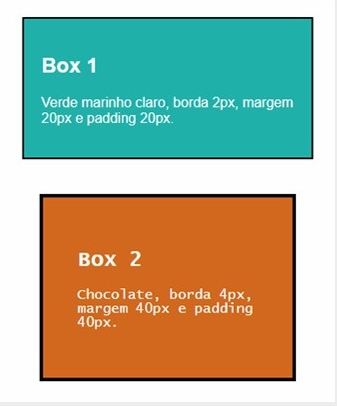 Box 1
Verde marinho claro, borda 2px, margem
20px e padding 20px.
Box 2
Chocolate, borda 4px,
margem 40px e padding
40px.